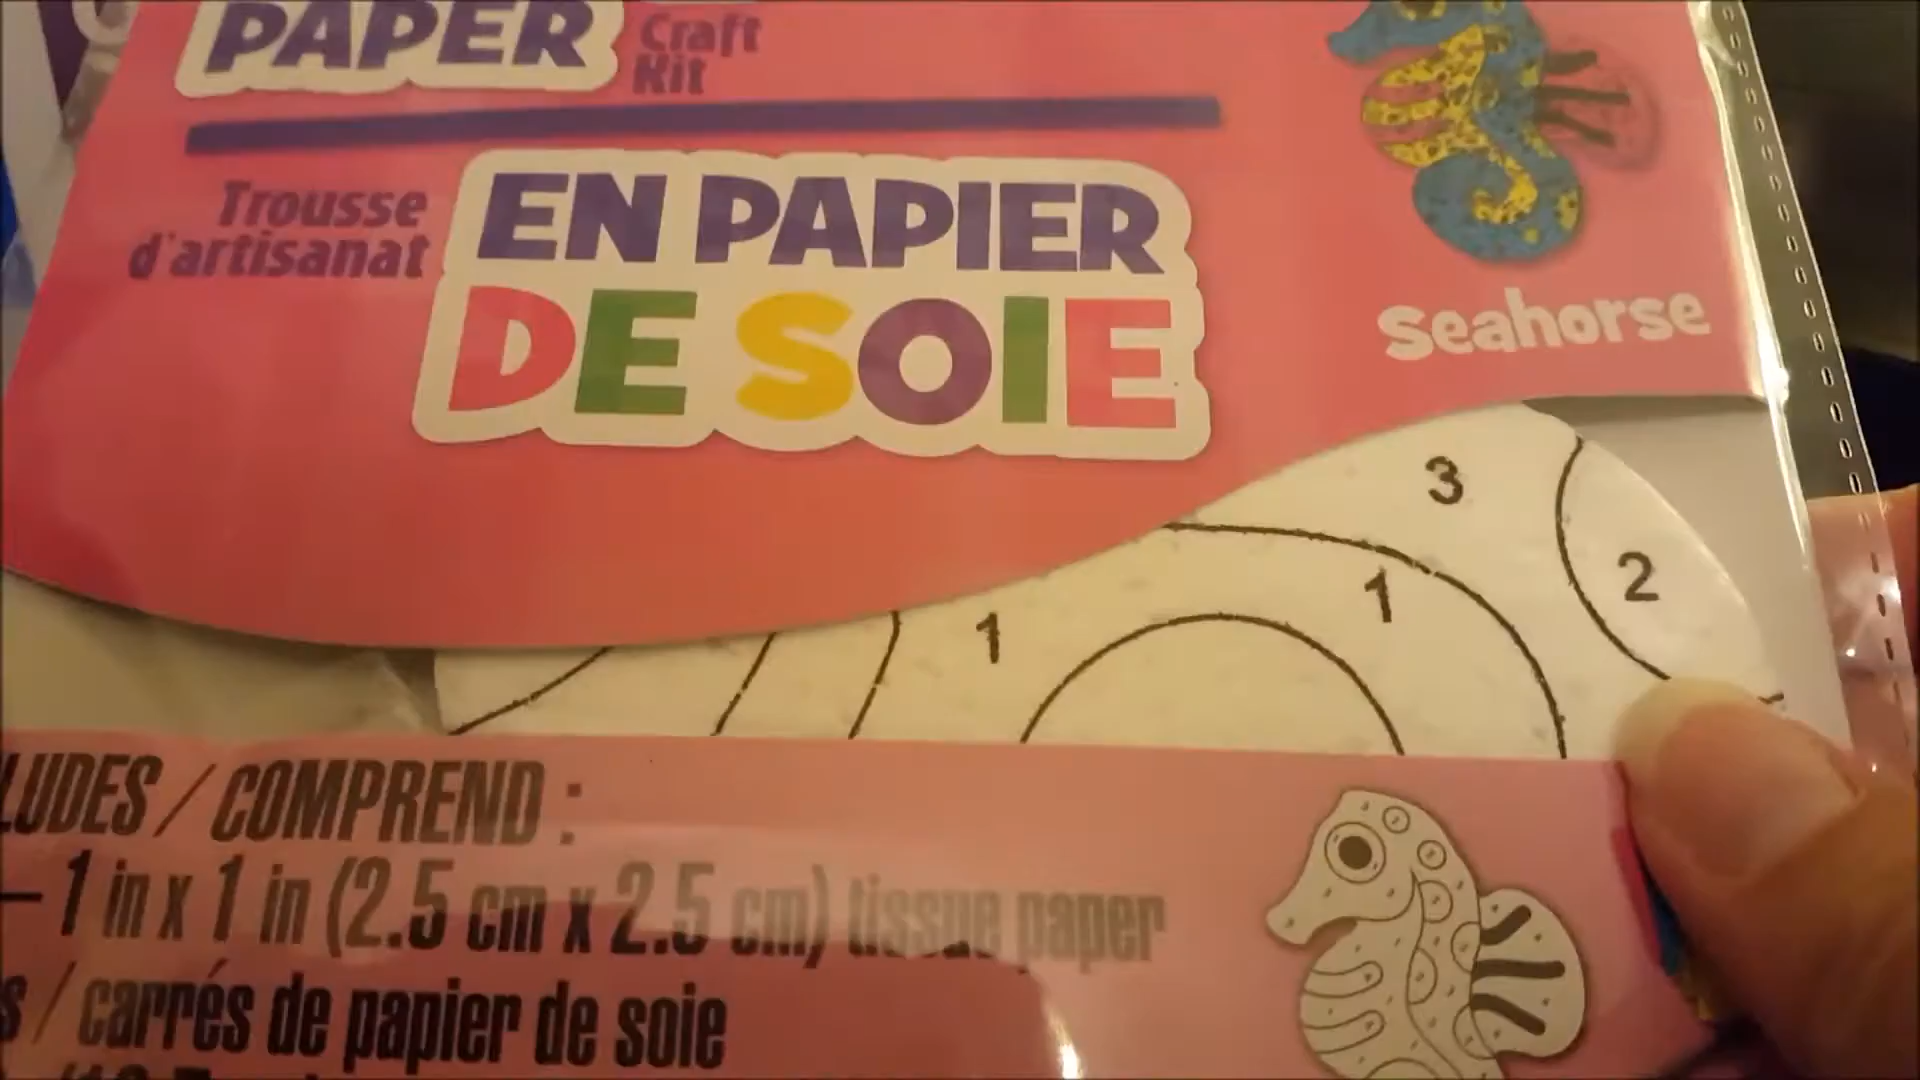 PAPER
Craft
Kit
Trousse
d'artisanat
EN PAPIER
DE SOIE
Seahorse
3
2
1
1
LUDES / COMPREND :
– 1 in x 1 in (2.5 cm x 2.5 cm) tissue paper
s / carrés de papier de soie